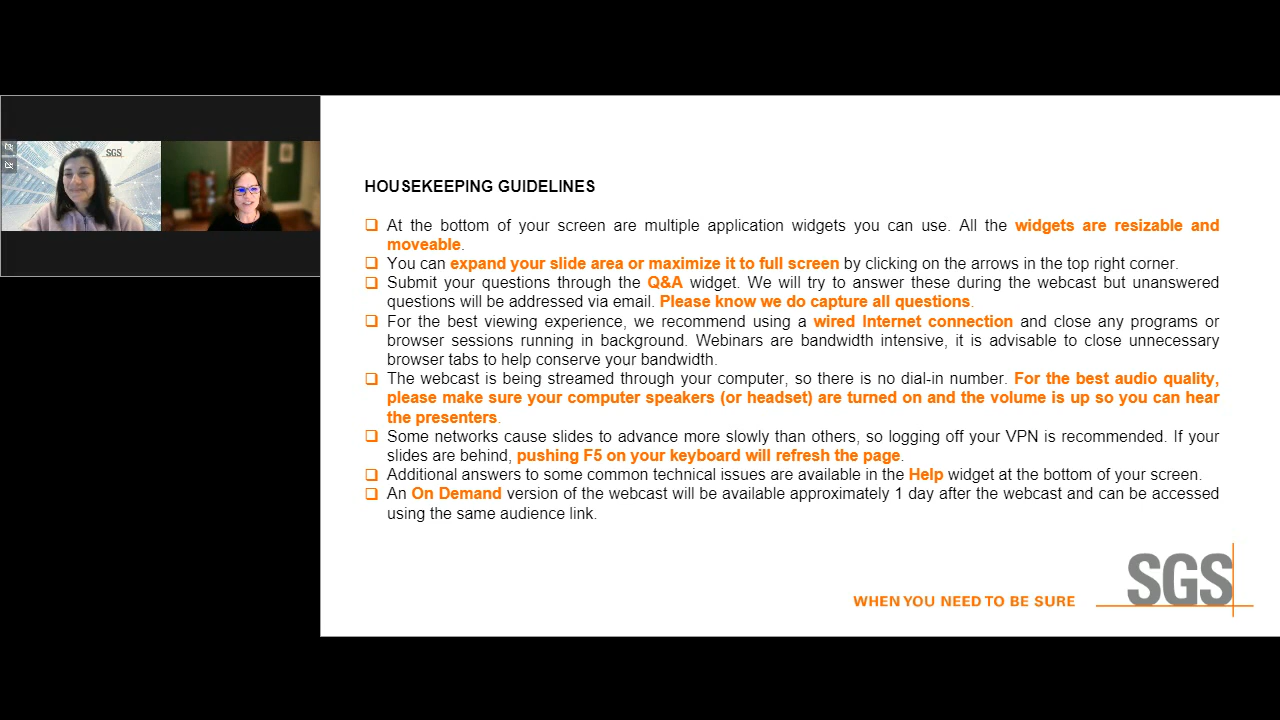 SGS
HOUSEKEEPING GUIDELINES
At the bottom of your screen are multiple application widgets you can use. All the widgets are resizable and
moveable.
You can expand your slide area or maximize it to full screen by clicking on the arrows in the top right corner.
Submit your questions through the Q&A widget. We will try to answer these during the webcast but unanswered
questions will be addressed via email. Please know we do capture all questions.
For the best viewing experience, we recommend using a wired Internet connection and close any programs or
browser sessions running in background. Webinars are bandwidth intensive, it is advisable to close unnecessary
browser tabs to help conserve your bandwidth.
The webcast is being streamed through your computer, so there is no dial-in number. For the best audio quality,
please make sure your computer speakers (or headset) are turned on and the volume is up so you can hear
the presenters.
Some networks cause slides to advance more slowly than others, so logging off your VPN is recommended. If your
slides are behind, pushing F5 on your keyboard will refresh the page.
Additional answers to some common technical issues are available in the Help widget at the bottom of your screen.
An On Demand version of the webcast will be available approximately 1 day after the webcast and can be accessed
using the same audience link.
WHEN YOU NEED TO BE SURE
SGS